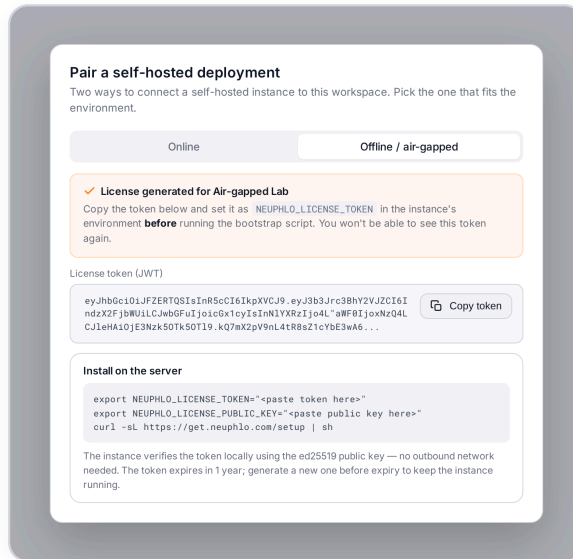 Pair a self-hosted deployment
Two ways to connect a self-hosted instance to this workspace. Pick the one that fits the
environment.
Online
Offline / air-gapped
License generated for Air-gapped Lab
Copy the token below and set it as NEUPHLO_LICENSE_TOKEN in the instance's
environment before running the bootstrap script. You won't be able to see this token
again.
License token (JWT)
eyJhbGciOiJFZERTQSIsInR5cCI6IkpXVCJ9.eyJ3b3Jrc3BhY2VJZCI6I
ndzX2FjbWUiLCJwbGFuIjoicGx1cyIsInNlYXRzIjo4L"aWF0IjoxNzQ4L
CJleHAiOjE3Nzk5OTk5OTl9.kQ7mX2pV9nL4tR8sZ1cYbE3wA6...
Copy token
Install on the server
export NEUPHLO_LICENSE_TOKEN="<paste token here>"
export NEUPHLO_LICENSE_PUBLIC_KEY="<paste public key here>"
curl -sL https://get.neuphlo.com/setup | sh
The instance verifies the token locally using the ed25519 public key — no outbound network
needed. The token expires in 1 year; generate a new one before expiry to keep the instance
running.